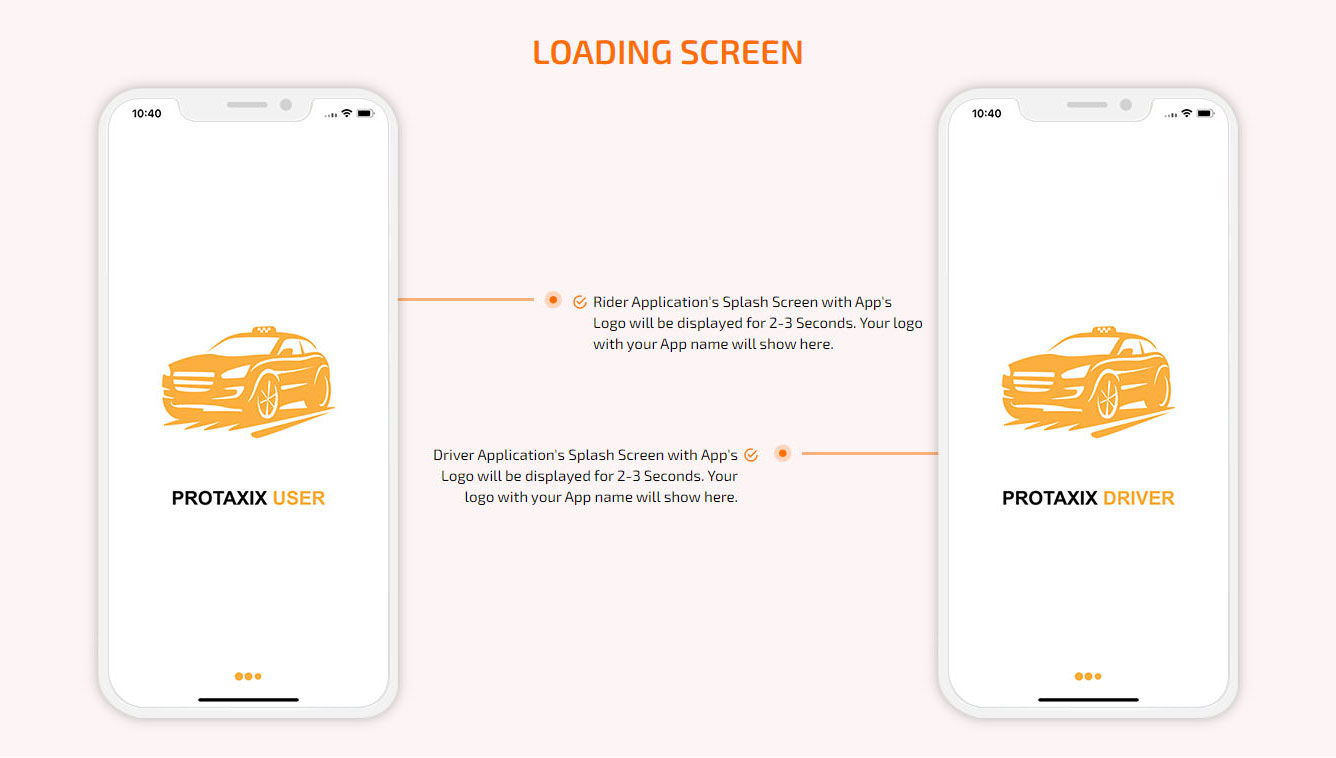 LOADING SCREEN
10:40
10:40
Rider Application's Splash Screen with App's
Logo will be displayed for 2-3 Seconds. Your logo
with your App name will show here.
Driver Application's Splash Screen with App's
Logo will be displayed for 2-3 Seconds. Your
logo with your App name will show here.
PROTAXIX USER
PROTAXIX DRIVER